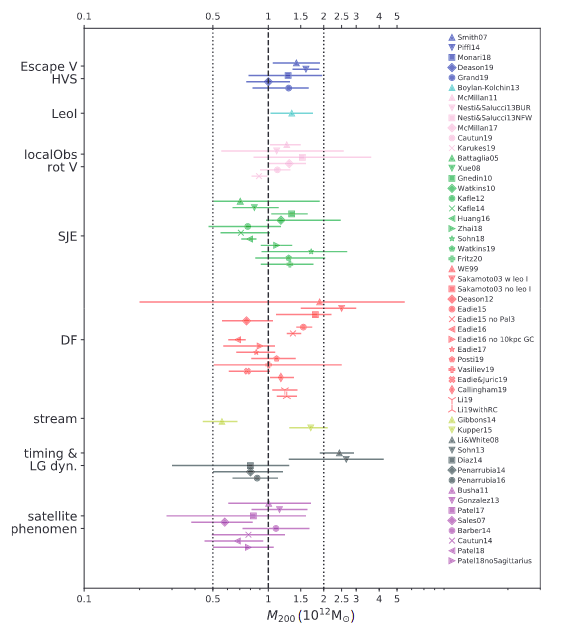 0.1 0.5 1 1.5 2 2.5 3 4 5
Escape V
HVS
LeoI
localObs
rot V
SJE
DF
stream
timing &
LG dyn.
satellite
phenomen
Smith07
Piffl14
Monari18
Deason19
Grand19
Boylan-Kolchin13
McMillan11
Nesti&Salucci13BUR
Nesti&Salucci13NFW
McMillan17
Cautun19
Karukes19
Battaglia05
Xue08
Gnedin10
Watkins10
Kafle12
Kafle14
Huang16
Zhai18
Sohn18
Watkins19
Fritz20
WE99
Sakamoto03 w leo I
Sakamoto03 no leo I
Deason12
Eadie15
Eadie15 no Pal3
Eadie16
Eadie16 no 10kpc GC
Eadie17
Posti19
Vasiliev19
Eadie&Juric19
Callingham19
Li19
Li19withRC
Gibbons14
Kupper15
Li&White08
Sohn13
Diaz14
Penarrubia14
Penarrubia16
Busha11
Gonzalez13
Patel17
Sales07
Barber14
Cautun14
Patel18
Patel18noSagittarius
0.1 0.5 1 1.5 2 2.5 3 4 5
M₂₀₀ (10¹²M☉)